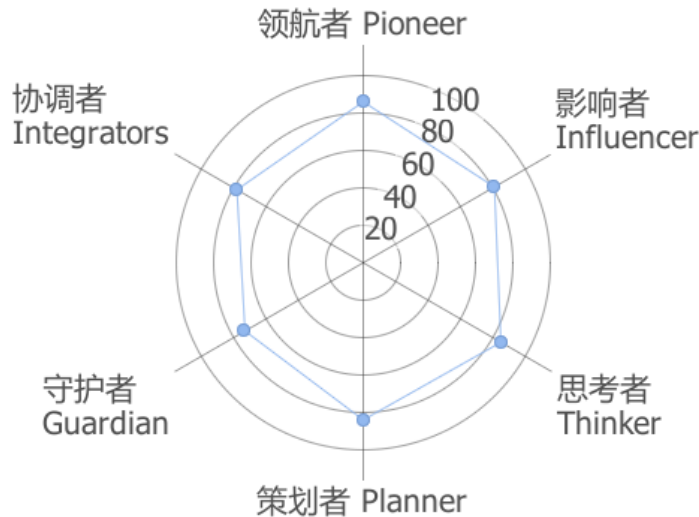 领航者 Pioneer
协调者
Integrators
影响者
Influencer
100
80
60
40
20
守护者
Guardian
思考者
Thinker
策划者 Planner